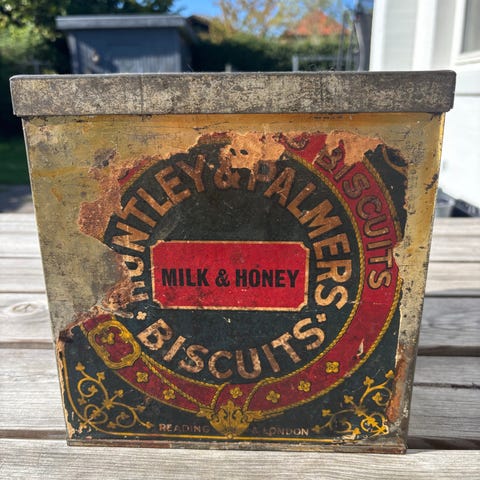 HUNTLEY & PALMERS
BISCUITS
MILK & HONEY
BISCUITS
READING & LONDON